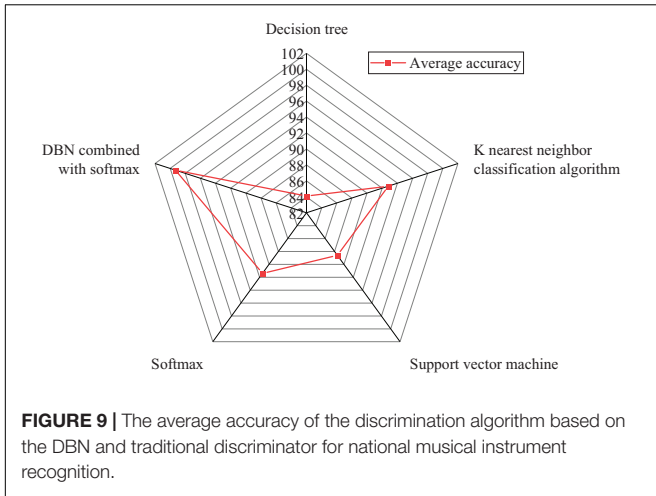 Decision tree
102
100
98
96
94
92
90
88
86
84
82
Average accuracy
DBN combined
with softmax
K nearest neighbor
classification algorithm
Softmax
Support vector machine
FIGURE 9 | The average accuracy of the discrimination algorithm based on
the DBN and traditional discriminator for national musical instrument
recognition.